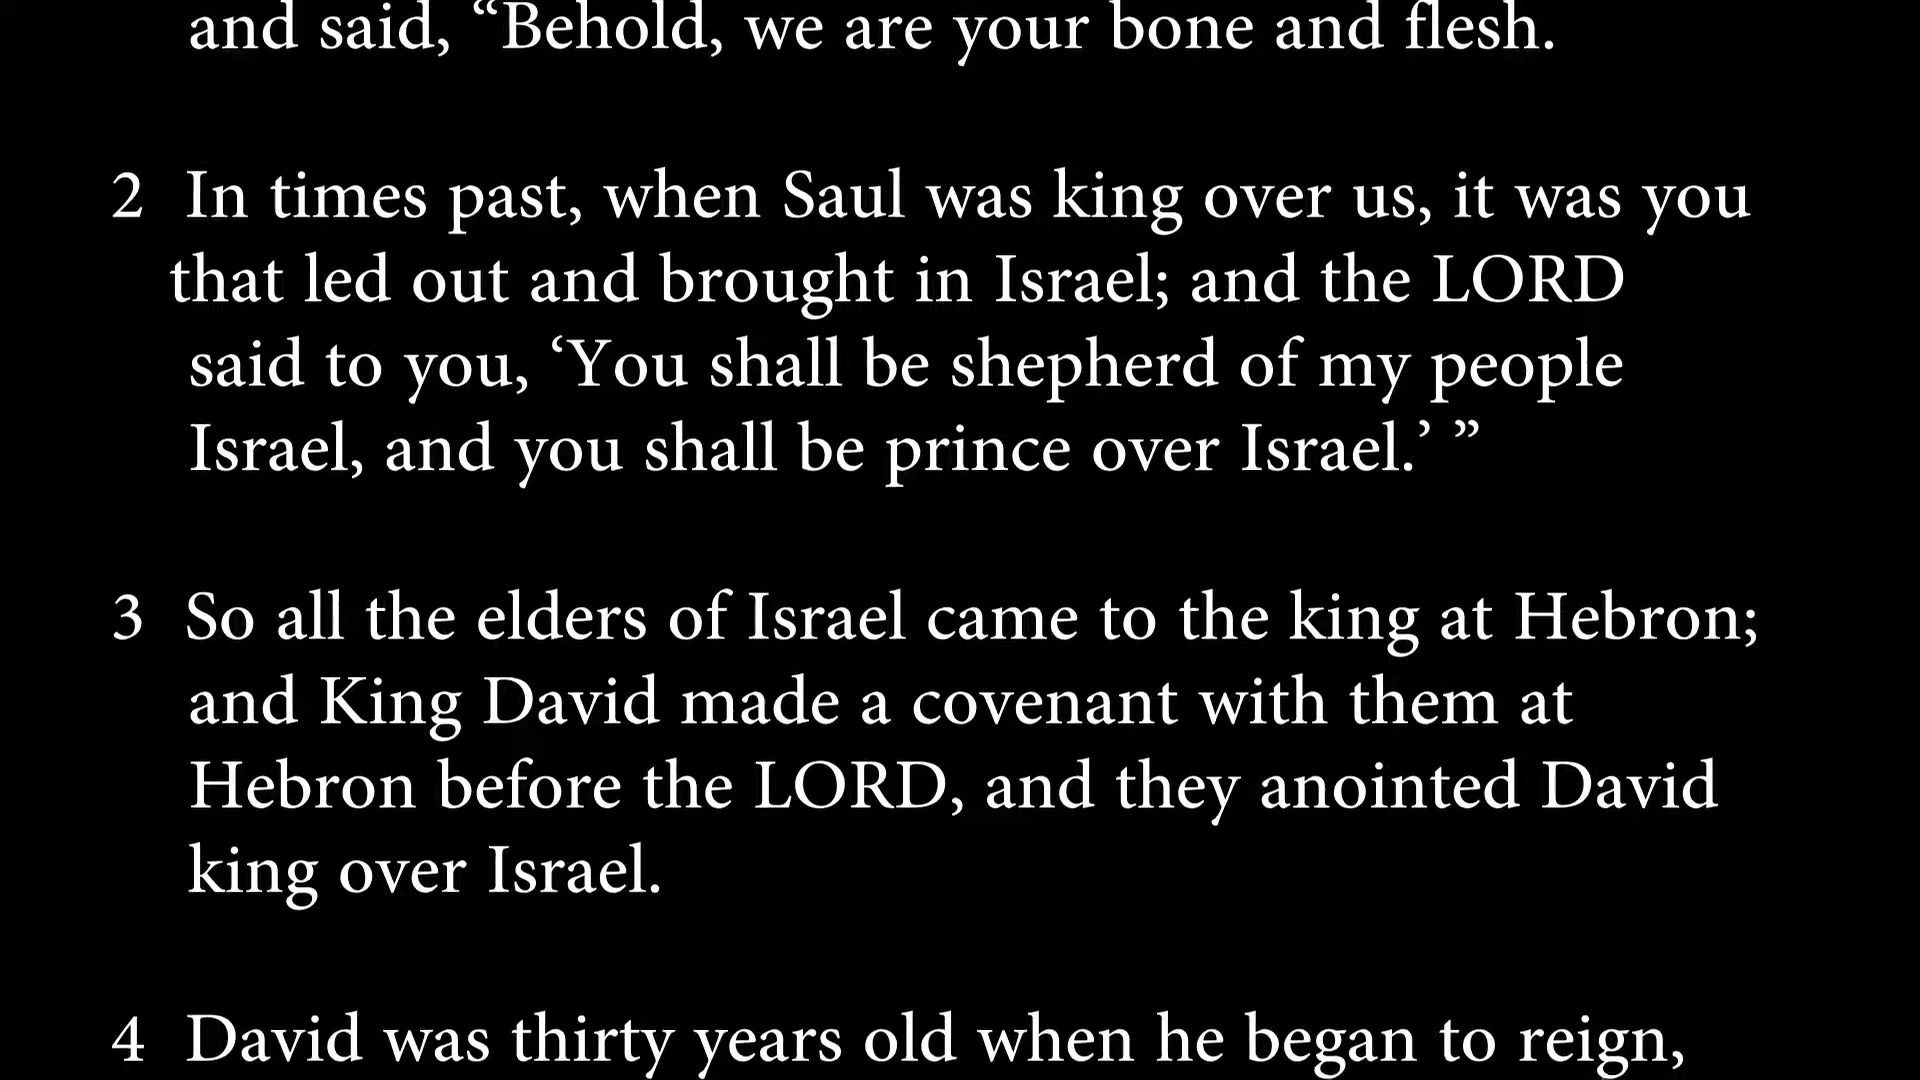 and said, “Behold, we are your bone and flesh.
2 In times past, when Saul was king over us, it was you
that led out and brought in Israel; and the LORD
said to you, ‘You shall be shepherd of my people
Israel, and you shall be prince over Israel.’ ”
3 So all the elders of Israel came to the king at Hebron;
and King David made a covenant with them at
Hebron before the LORD, and they anointed David
king over Israel.
4 David was thirty years old when he began to reign,